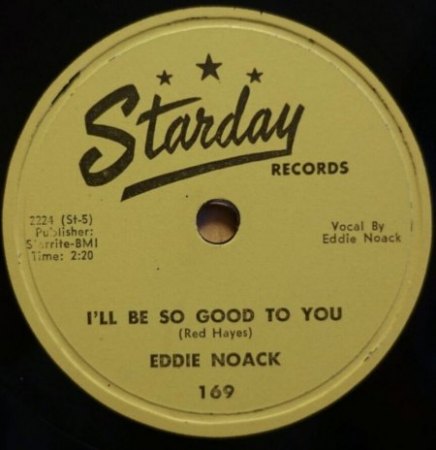 Starday
RECORDS
2224 (St-5)
Publisher:
Starrite-BMI
Time: 2:20
Vocal By
Eddie Noack
I'LL BE SO GOOD TO YOU
(Red Hayes)
EDDIE NOACK
169